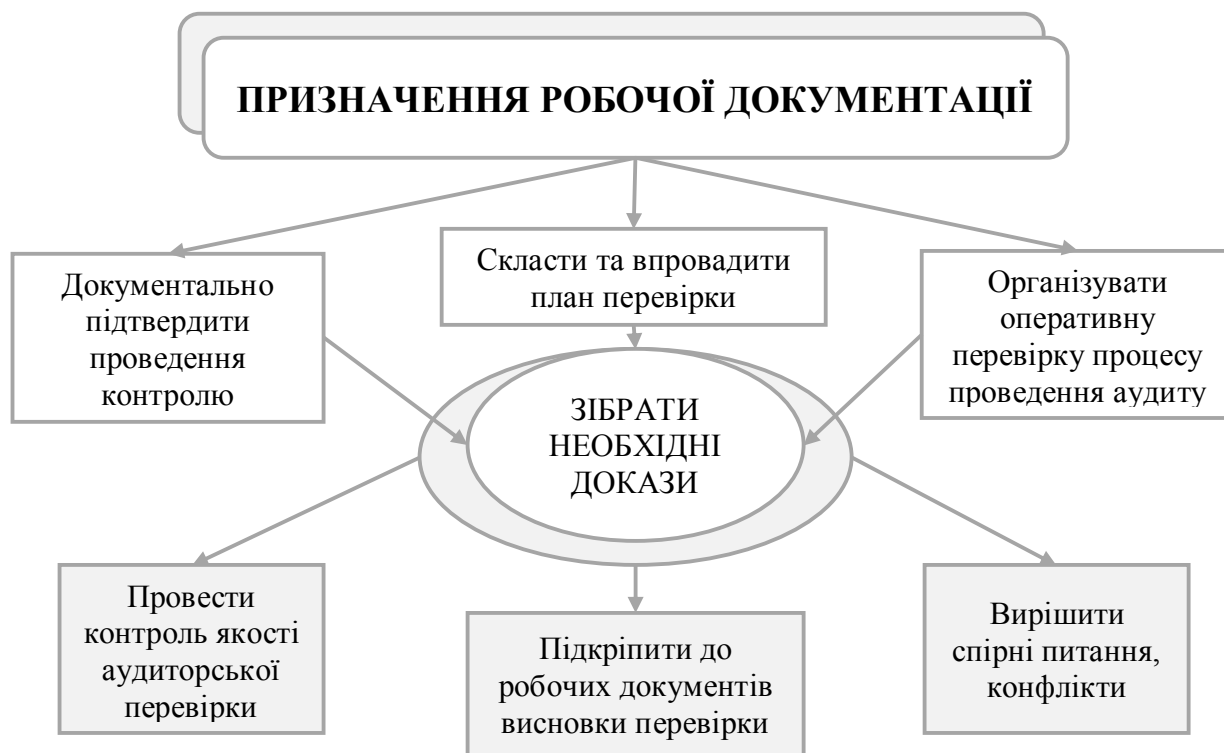 ПРИЗНАЧЕННЯ РОБОЧОЇ ДОКУМЕНТАЦІЇ
Документально
підтвердити
проведення
контролю
Скласти та впровадити
план перевірки
Організувати
оперативну
перевірку процесу
проведення аудиту
ЗІБРАТИ
НЕОБХІДНІ
ДОКАЗИ
Провести
контроль якості
аудиторської
перевірки
Підкріпити до
робочих документів
висновки перевірки
Вирішити
спірні питання,
конфлікти